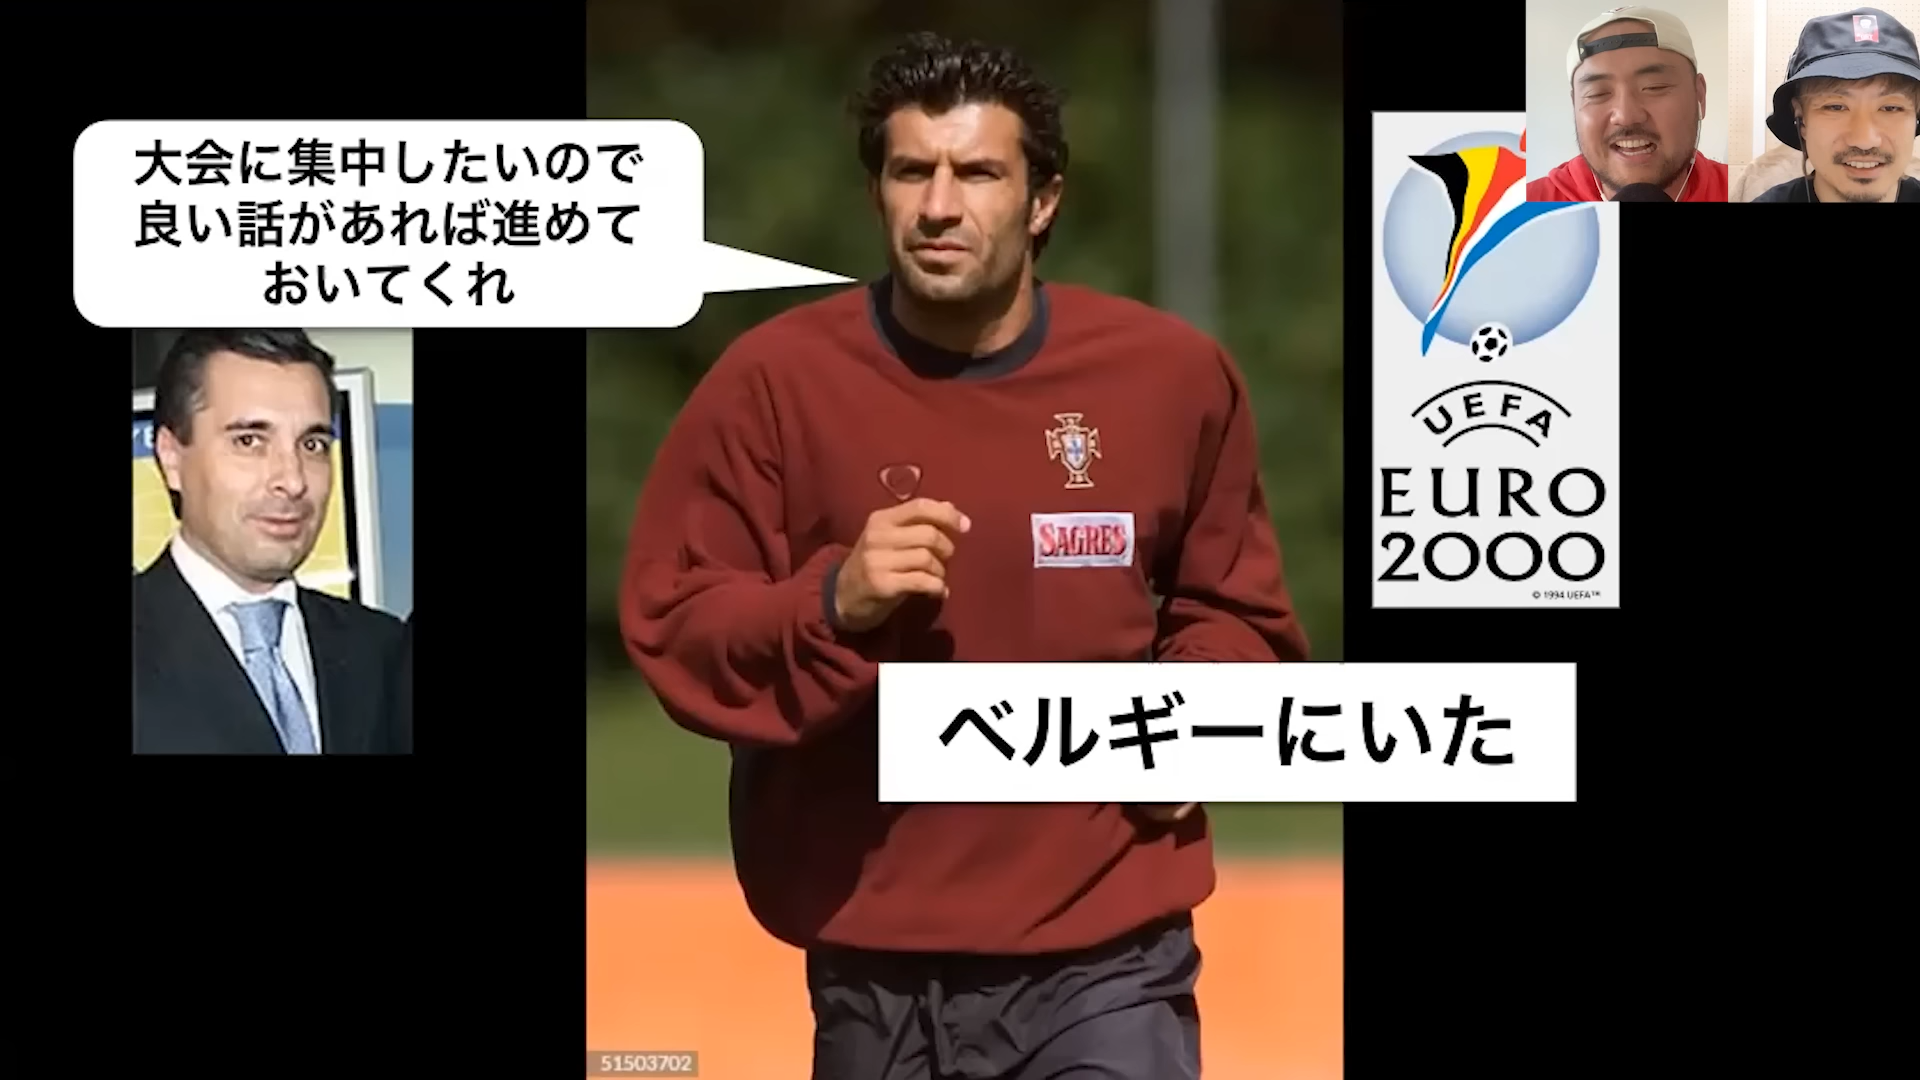 大会に集中したいので
良い話があれば進めて
おいてくれ
SAGRES
UEFA
EURO
2000
© 1994 UEFA™
ベルギーにいた
51503702